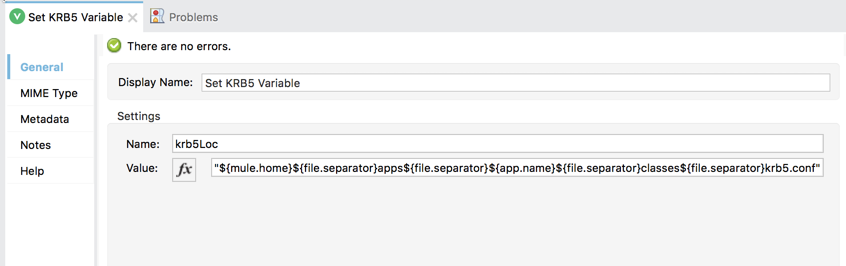 Set KRB5 Variable
Problems
There are no errors.
General
MIME Type
Metadata
Notes
Help
Display Name: Set KRB5 Variable
Settings
Name: krb5Loc
Value: fx "${mule.home}${file.separator}apps${file.separator}${app.name}${file.separator}classes${file.separator}krb5.conf"